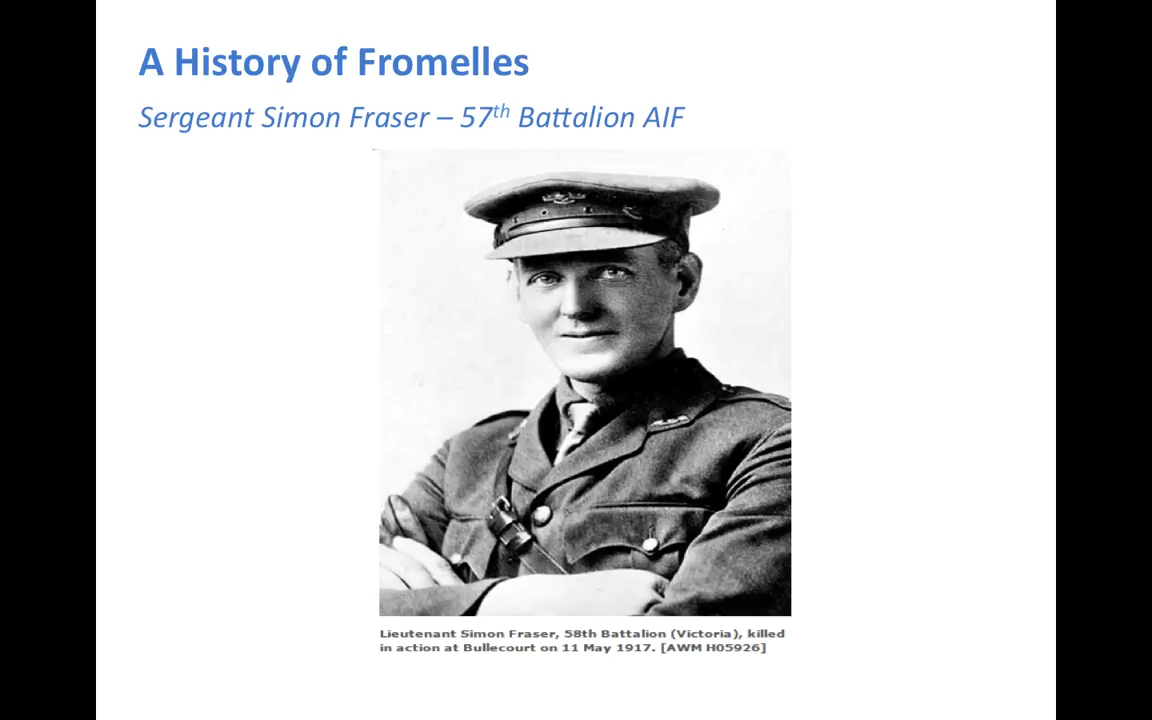 A History of Fromelles
Sergeant Simon Fraser – 57th Battalion AIF
Lieutenant Simon Fraser, 58th Battalion (Victoria), killed
in action at Bullecourt on 11 May 1917. [AWM H05926]